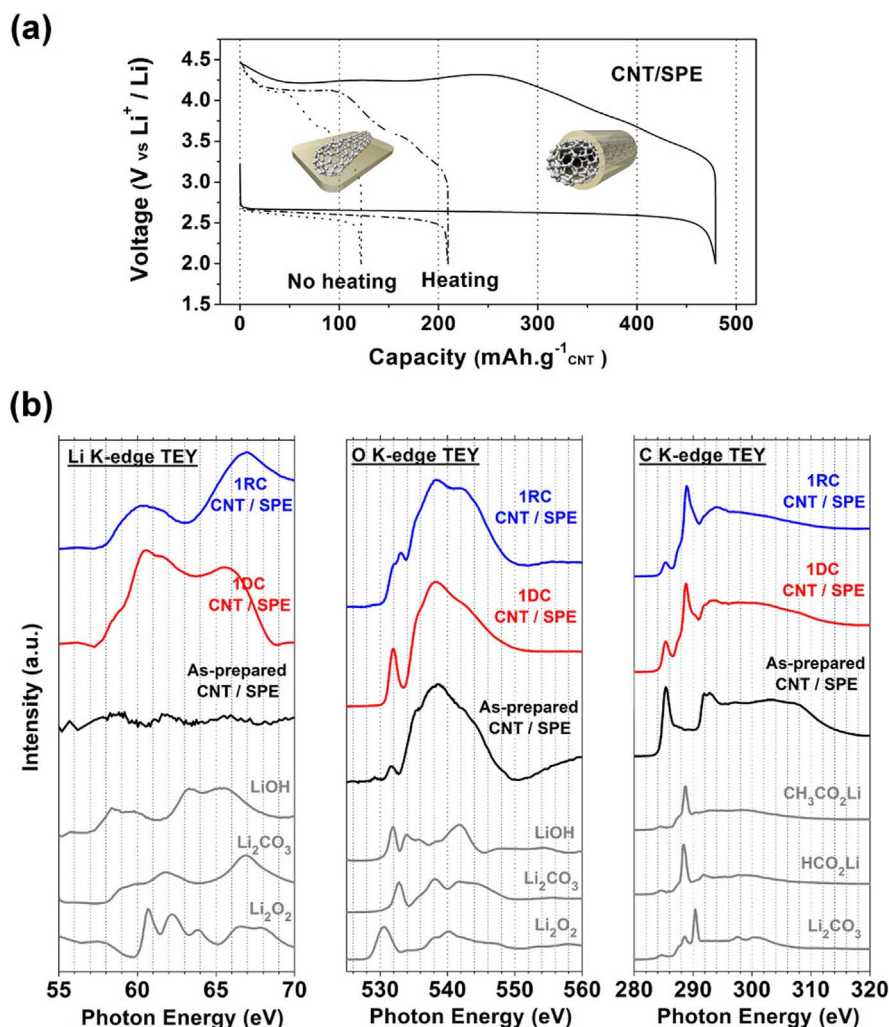 (a)
4.5
4.0
3.5
3.0
2.5
2.0
1.5
Voltage (V vs Li+ / Li)
CNT/SPE
No heating
Heating
0 100 200 300 400 500
Capacity (mAh.g-1CNT )
(b)
Intensity (a.u.)
Li K-edge TEY
1RC
CNT / SPE
1DC
CNT / SPE
As-prepared
CNT / SPE
LiOH
Li2CO3
Li2O2
55 60 65 70
Photon Energy (eV)
O K-edge TEY
1RC
CNT / SPE
1DC
CNT / SPE
As-prepared
CNT / SPE
LiOH
Li2CO3
Li2O2
530 540 550 560
Photon Energy (eV)
C K-edge TEY
1RC
CNT / SPE
1DC
CNT / SPE
As-prepared
CNT / SPE
CH3CO2Li
HCO2Li
Li2CO3
280 290 300 310 320
Photon Energy (eV)